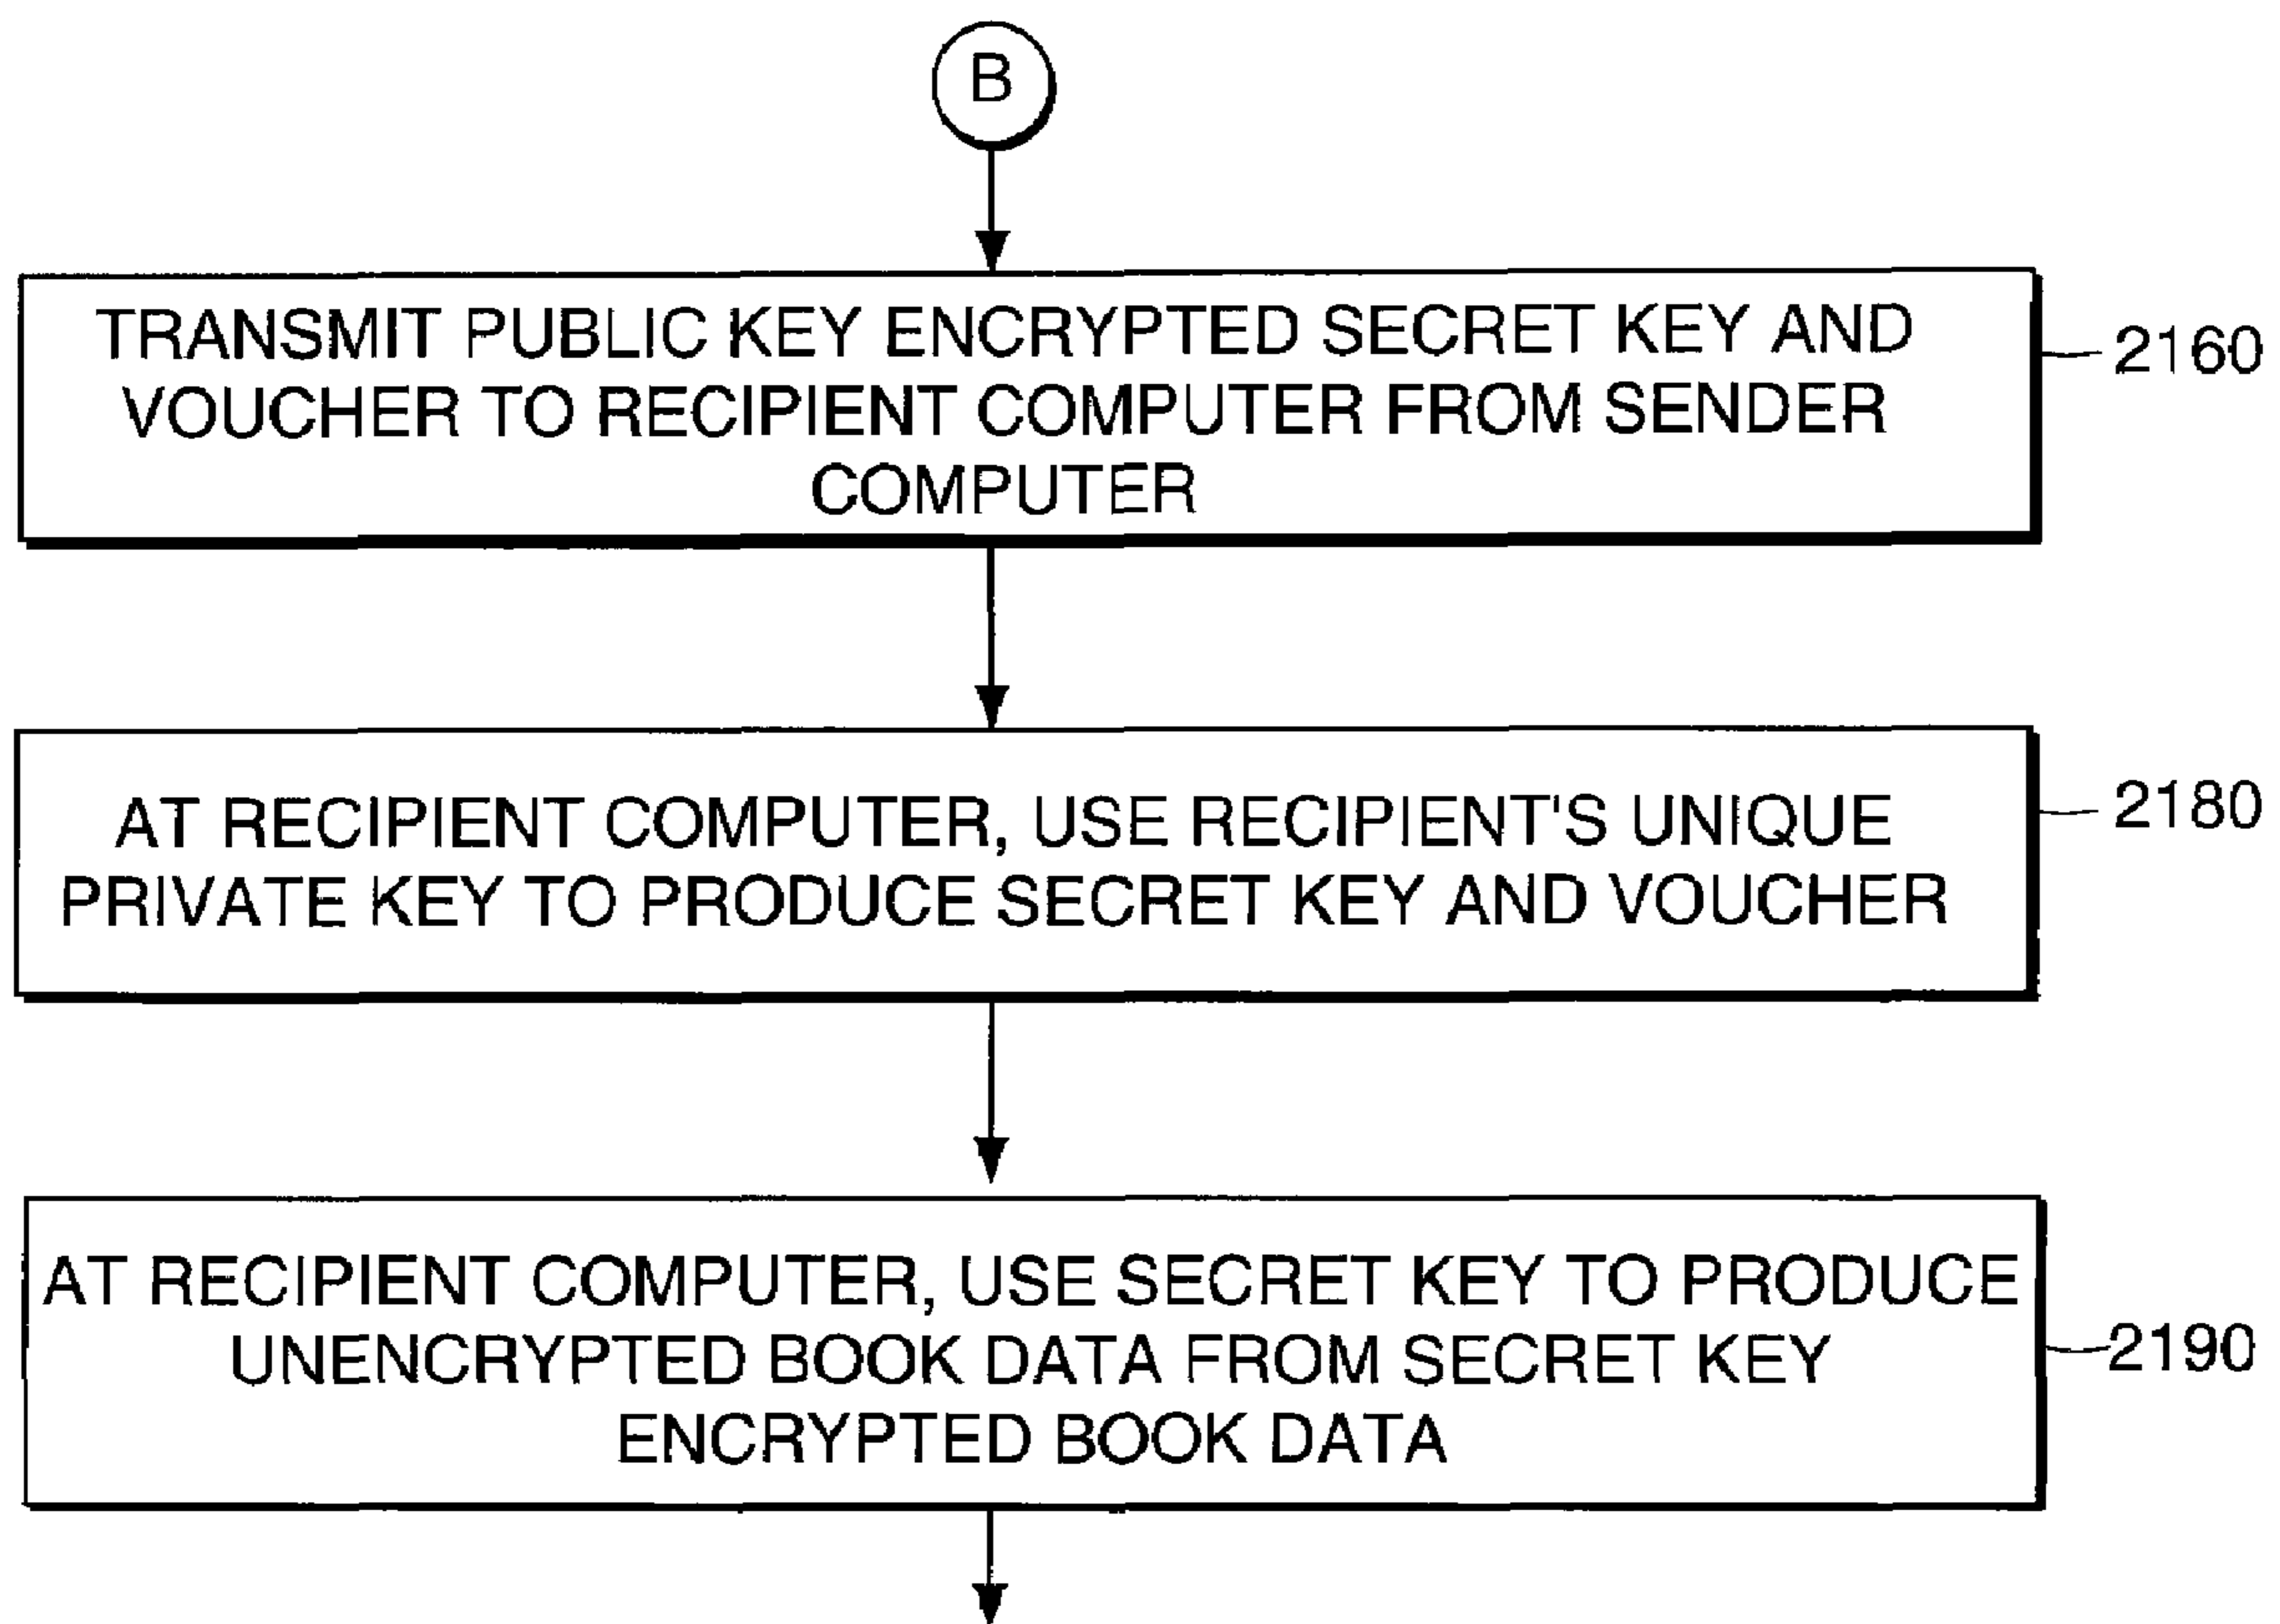 B
TRANSMIT PUBLIC KEY ENCRYPTED SECRET KEY AND
VOUCHER TO RECIPIENT COMPUTER FROM SENDER
COMPUTER
2160
AT RECIPIENT COMPUTER, USE RECIPIENT'S UNIQUE
PRIVATE KEY TO PRODUCE SECRET KEY AND VOUCHER
2180
AT RECIPIENT COMPUTER, USE SECRET KEY TO PRODUCE
UNENCRYPTED BOOK DATA FROM SECRET KEY
ENCRYPTED BOOK DATA
2190